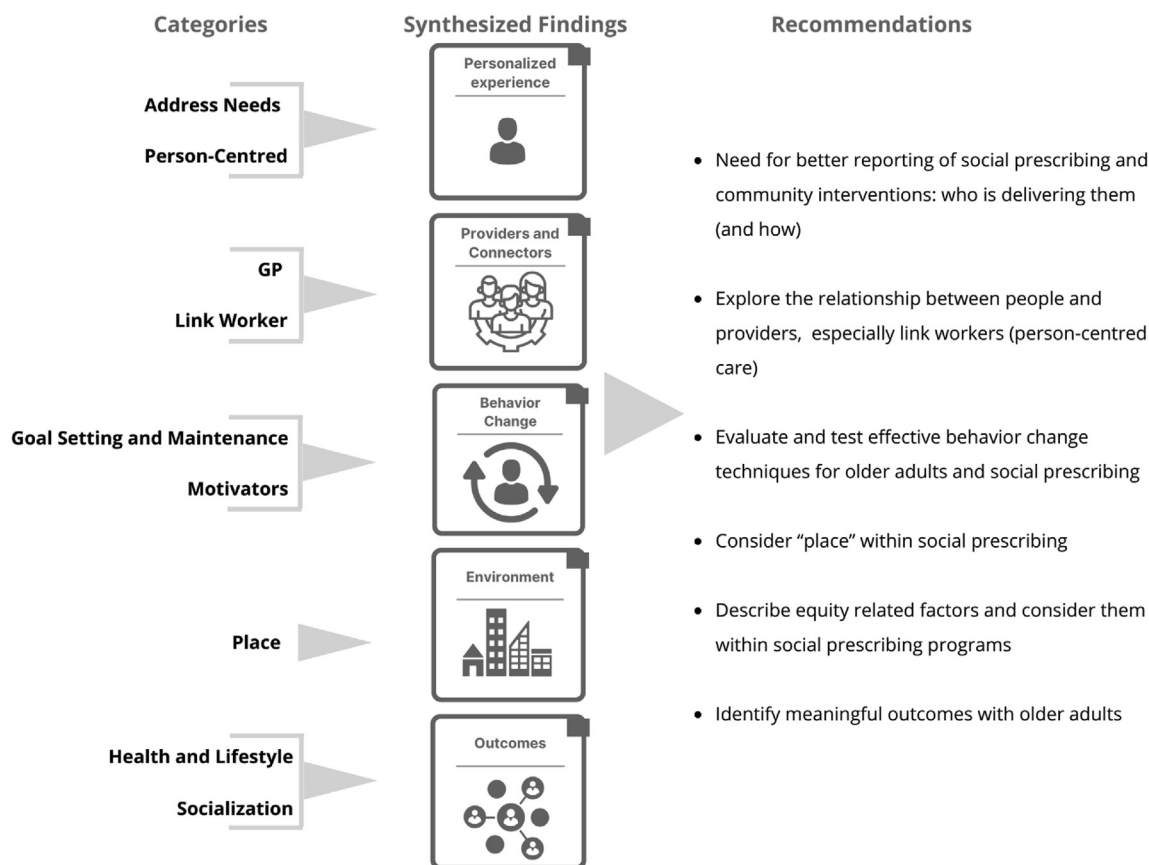 Categories
Synthesized Findings
Recommendations
Address Needs
Person-Centred
GP
Link Worker
Goal Setting and Maintenance
Motivators
Place
Health and Lifestyle
Socialization
Personalized
experience
Providers and
Connectors
Behavior
Change
Environment
Outcomes
• Need for better reporting of social prescribing and
community interventions: who is delivering them
(and how)
• Explore the relationship between people and
providers, especially link workers (person-centred
care)
• Evaluate and test effective behavior change
techniques for older adults and social prescribing
• Consider “place” within social prescribing
• Describe equity related factors and consider them
within social prescribing programs
• Identify meaningful outcomes with older adults